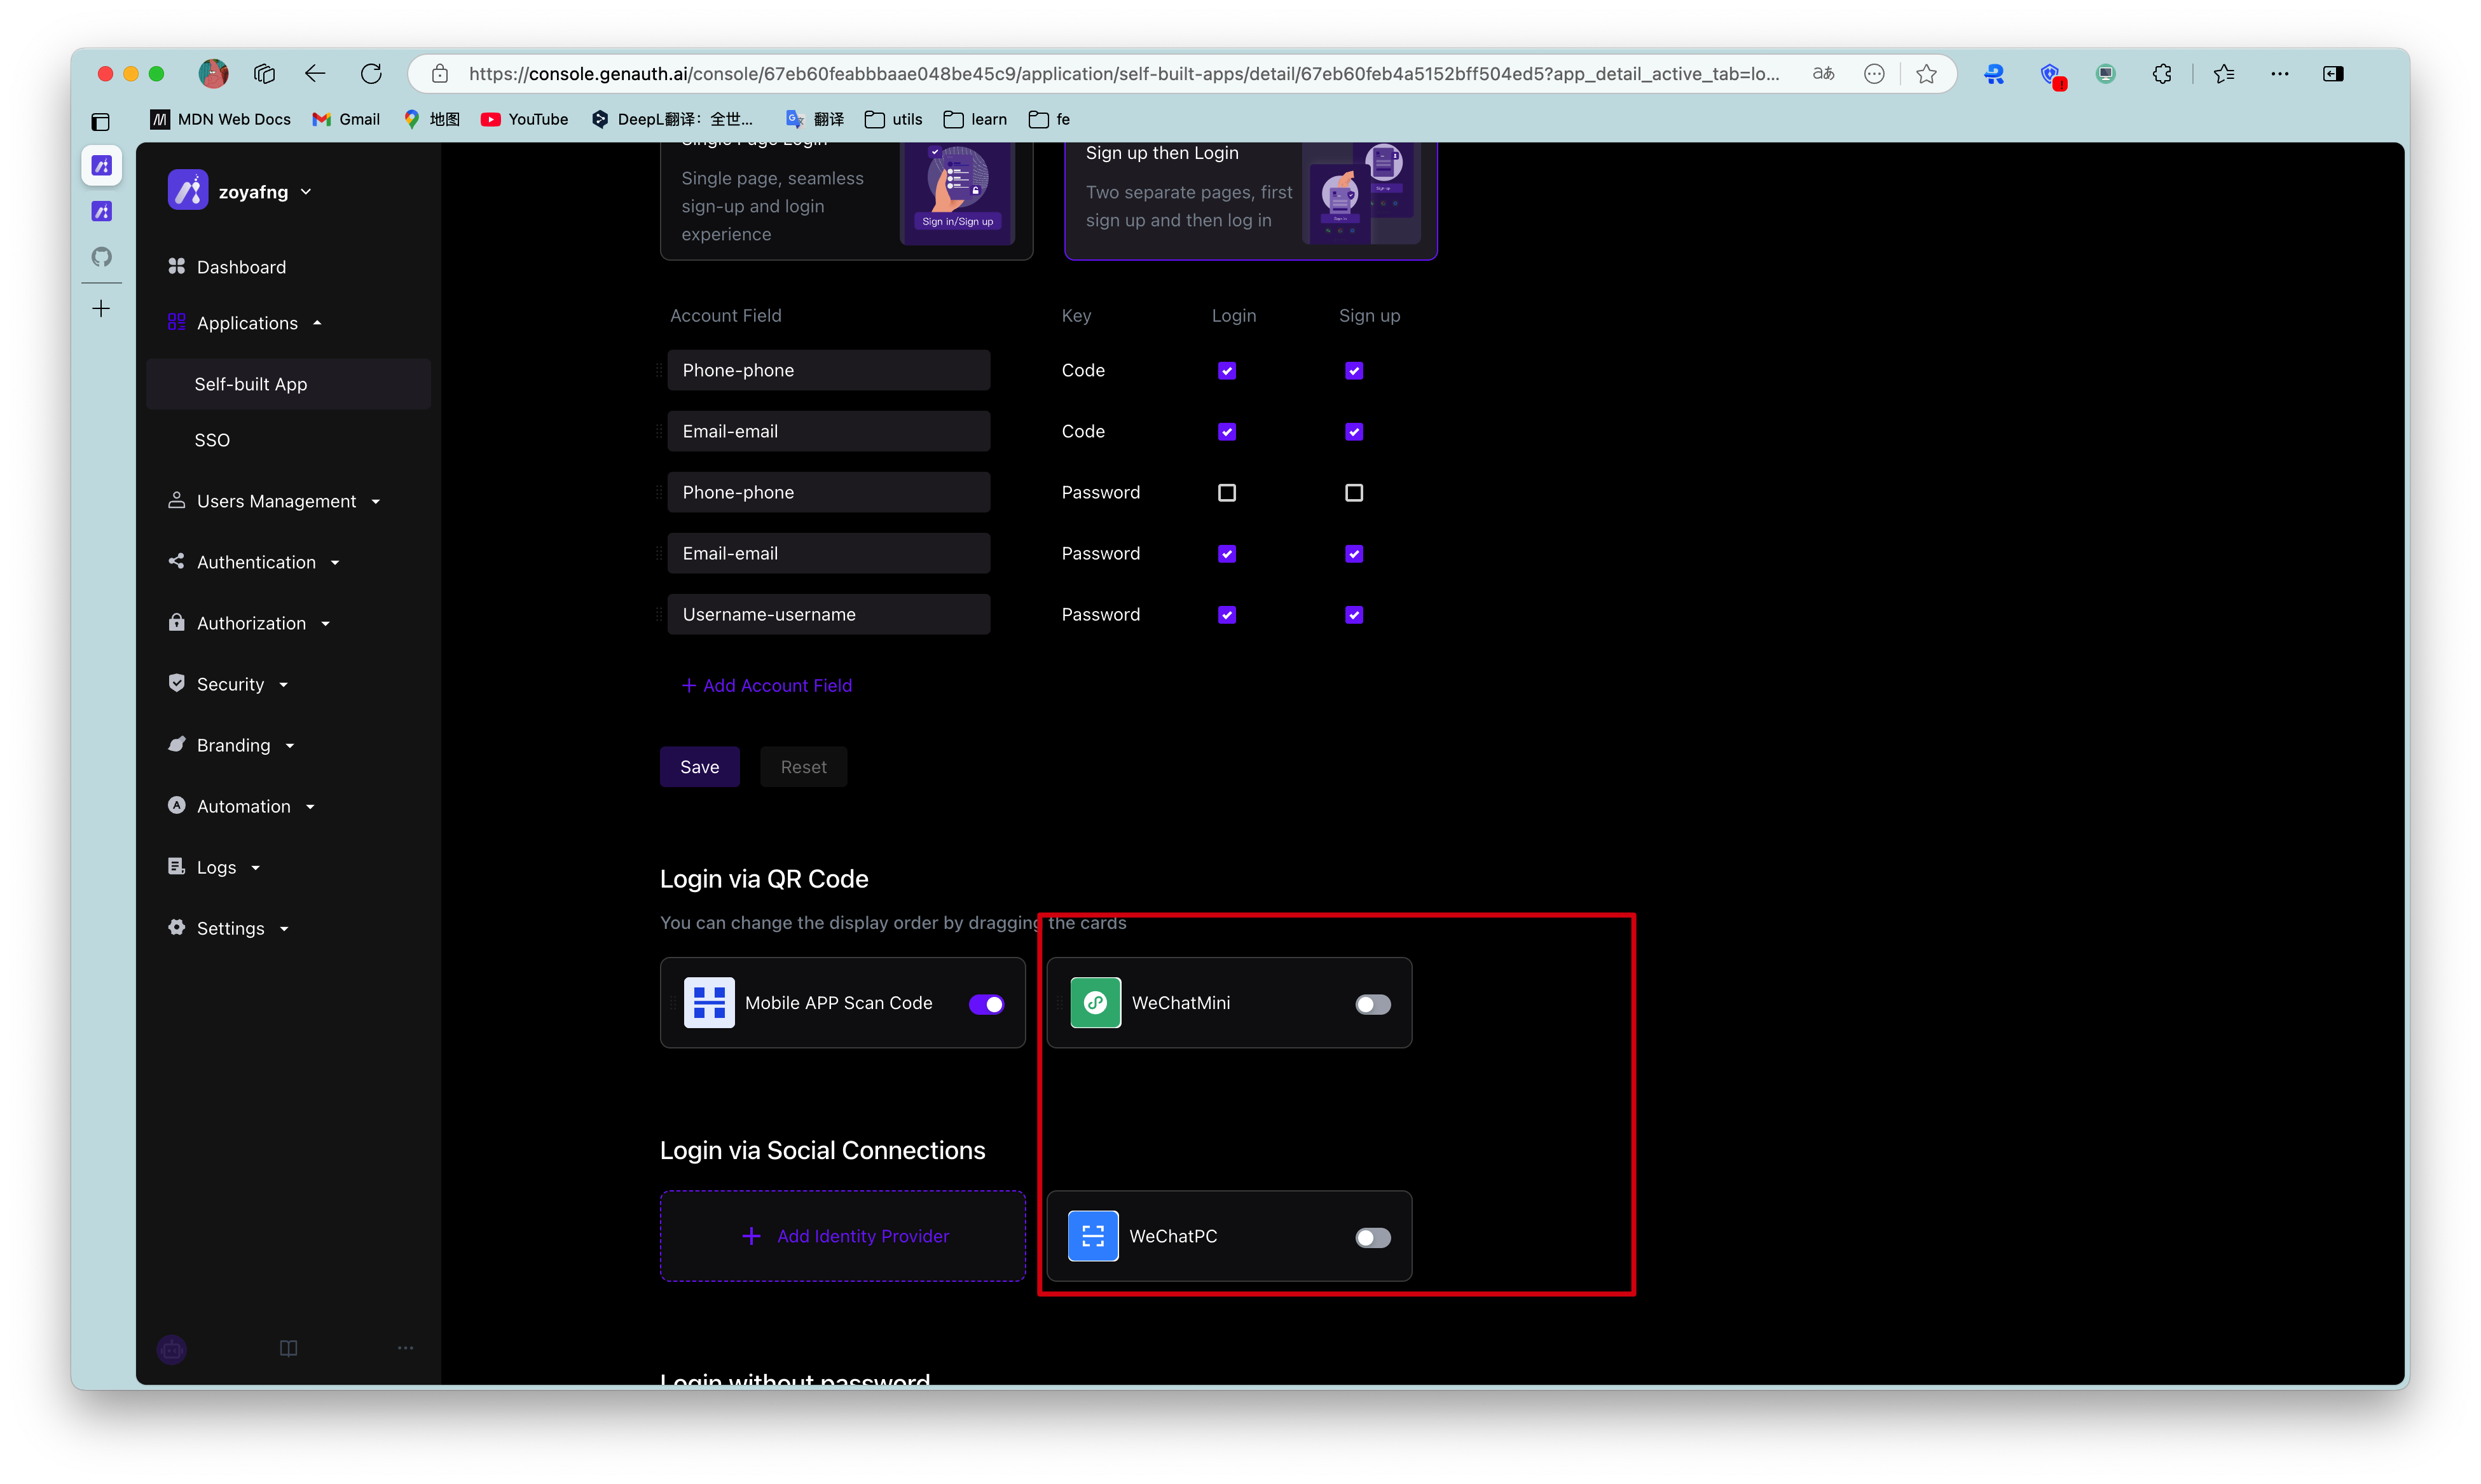 https://console.genauth.ai/console/67eb60feabbbaae048be45c9/application/self-built-apps/detail/67eb60feb4a5152bff504ed5?app_detail_active_tab=lo...
MDN Web Docs
Gmail
地图
YouTube
DeepL翻译：全世...
翻译
utils
learn
fe
zoyafng
Dashboard
Applications
Self-built App
SSO
Users Management
Authentication
Authorization
Security
Branding
Automation
Logs
Settings
Single Page Login
Single page, seamless
sign-up and login
experience
Sign in/Sign up
Sign up then Login
Two separate pages, first
sign up and then log in
Account Field Key Login Sign up
Phone-phone Code
Email-email Code
Phone-phone Password
Email-email Password
Username-username Password
+ Add Account Field
Save Reset
Login via QR Code
You can change the display order by dragging the cards
Mobile APP Scan Code
WeChatMini
Login via Social Connections
+ Add Identity Provider
WeChatPC
Login without password